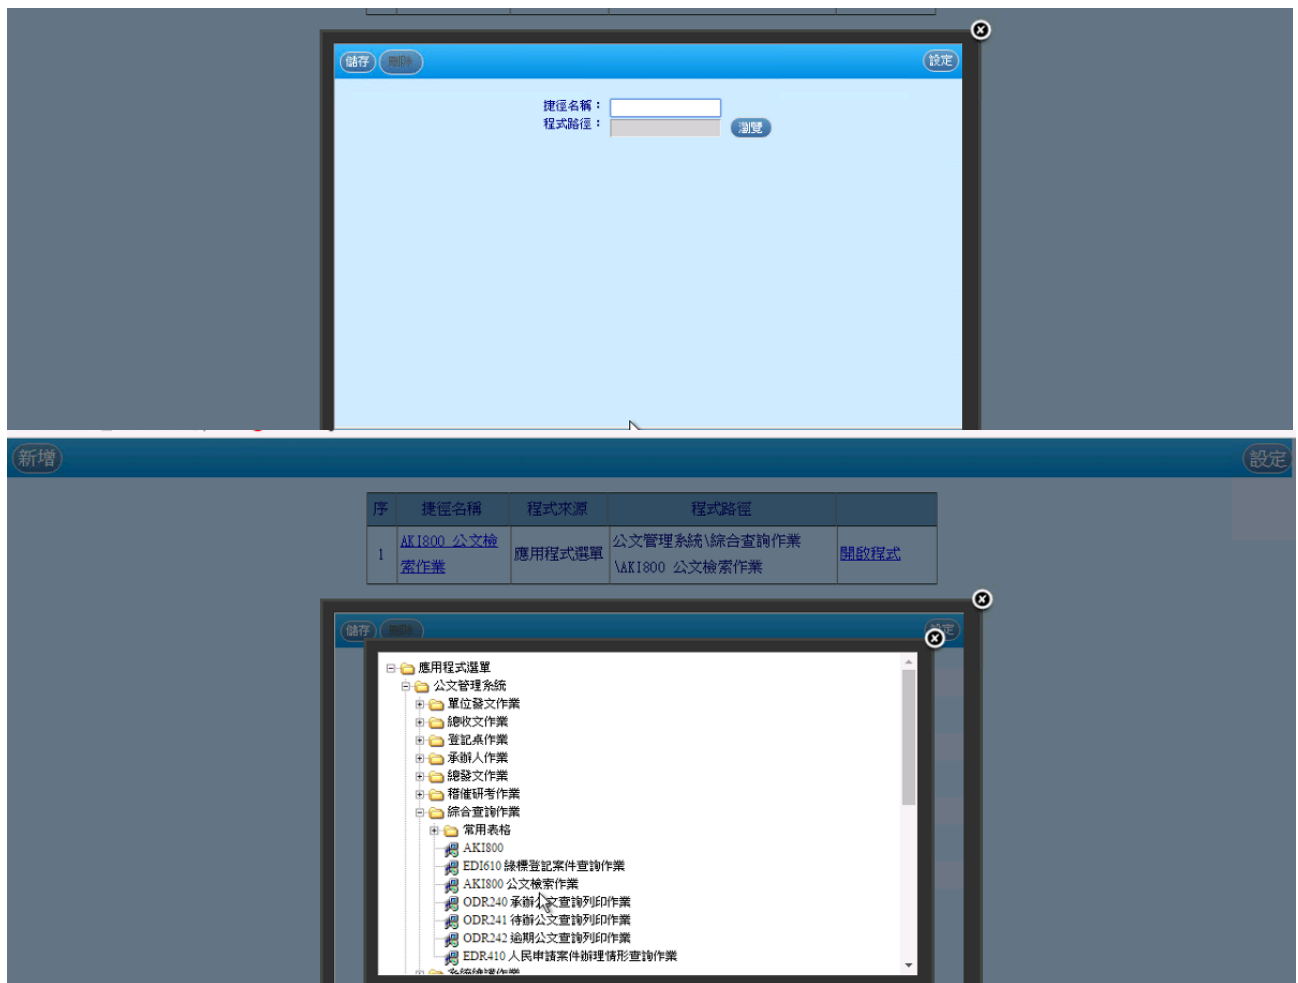 儲存 刪除 設定
捷徑名稱：
程式路徑： 瀏覽
新增 設定
序 捷徑名稱 程式來源 程式路徑
1 AKI800 公文檢索作業 應用程式選單 公文管理系統\綜合查詢作業\AKI800 公文檢索作業 開啟程式
儲存 刪除 設定
應用程式選單
公文管理系統
單位發文作業
總收文作業
登記桌作業
承辦人作業
總發文作業
稽催研考作業
綜合查詢作業
常用表格
AKI800
EDI610 綠標登記案件查詢作業
AKI800 公文檢索作業
ODR240 承辦公文查詢列印作業
ODR241 待辦公文查詢列印作業
ODR242 逾期公文查詢列印作業
EDR410 人民申請案件辦理情形查詢作業
系統維護作業